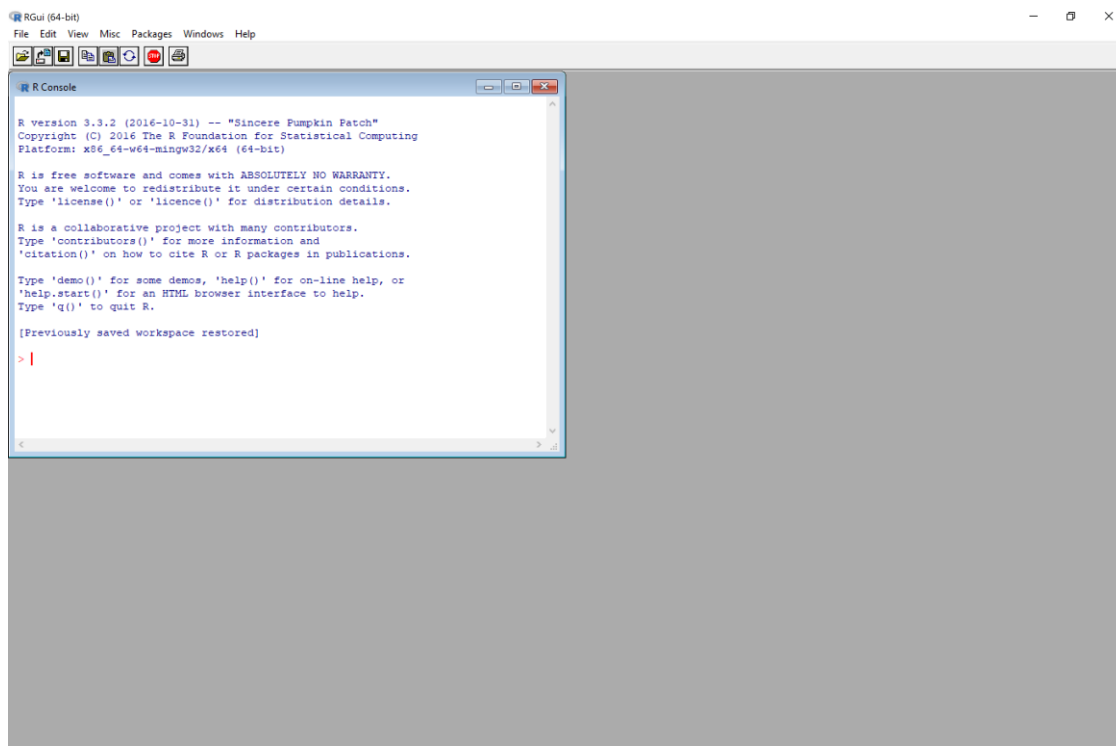 RGui (64-bit)
File Edit View Misc Packages Windows Help
STOP
R Console
R version 3.3.2 (2016-10-31) -- "Sincere Pumpkin Patch"
Copyright (C) 2016 The R Foundation for Statistical Computing
Platform: x86_64-w64-mingw32/x64 (64-bit)
R is free software and comes with ABSOLUTELY NO WARRANTY.
You are welcome to redistribute it under certain conditions.
Type 'license()' or 'licence()' for distribution details.
R is a collaborative project with many contributors.
Type 'contributors()' for more information and
'citation()' on how to cite R or R packages in publications.
Type 'demo()' for some demos, 'help()' for on-line help, or
'help.start()' for an HTML browser interface to help.
Type 'q()' to quit R.
[Previously saved workspace restored]
>